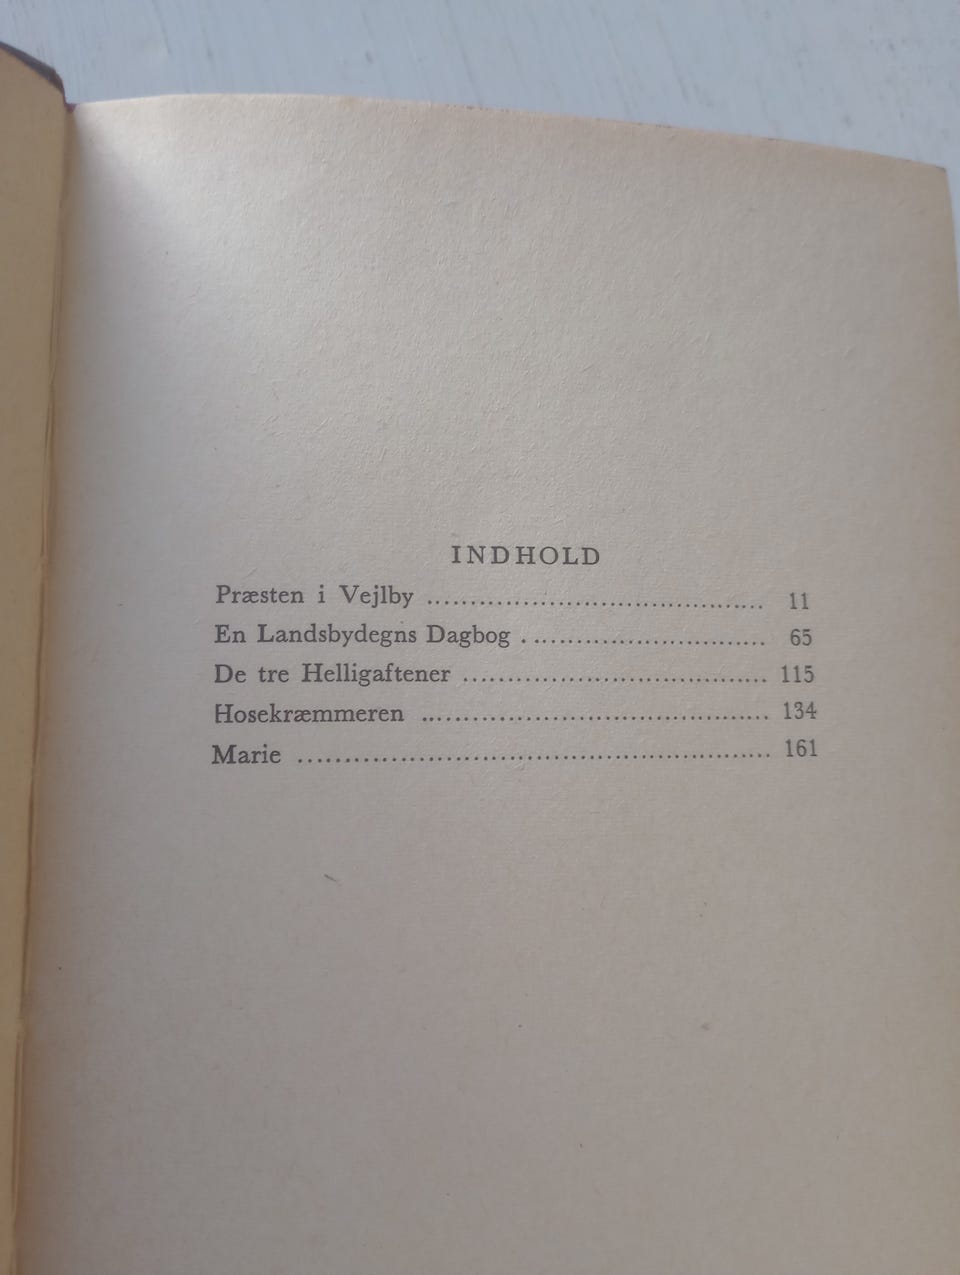 INDHOLD
Præsten i Vejlby ........................................ 11
En Landsbydegns Dagbog ............................ 65
De tre Helligaftener ................................... 115
Hosekræmmeren ........................................ 134
Marie ...................................................... 161